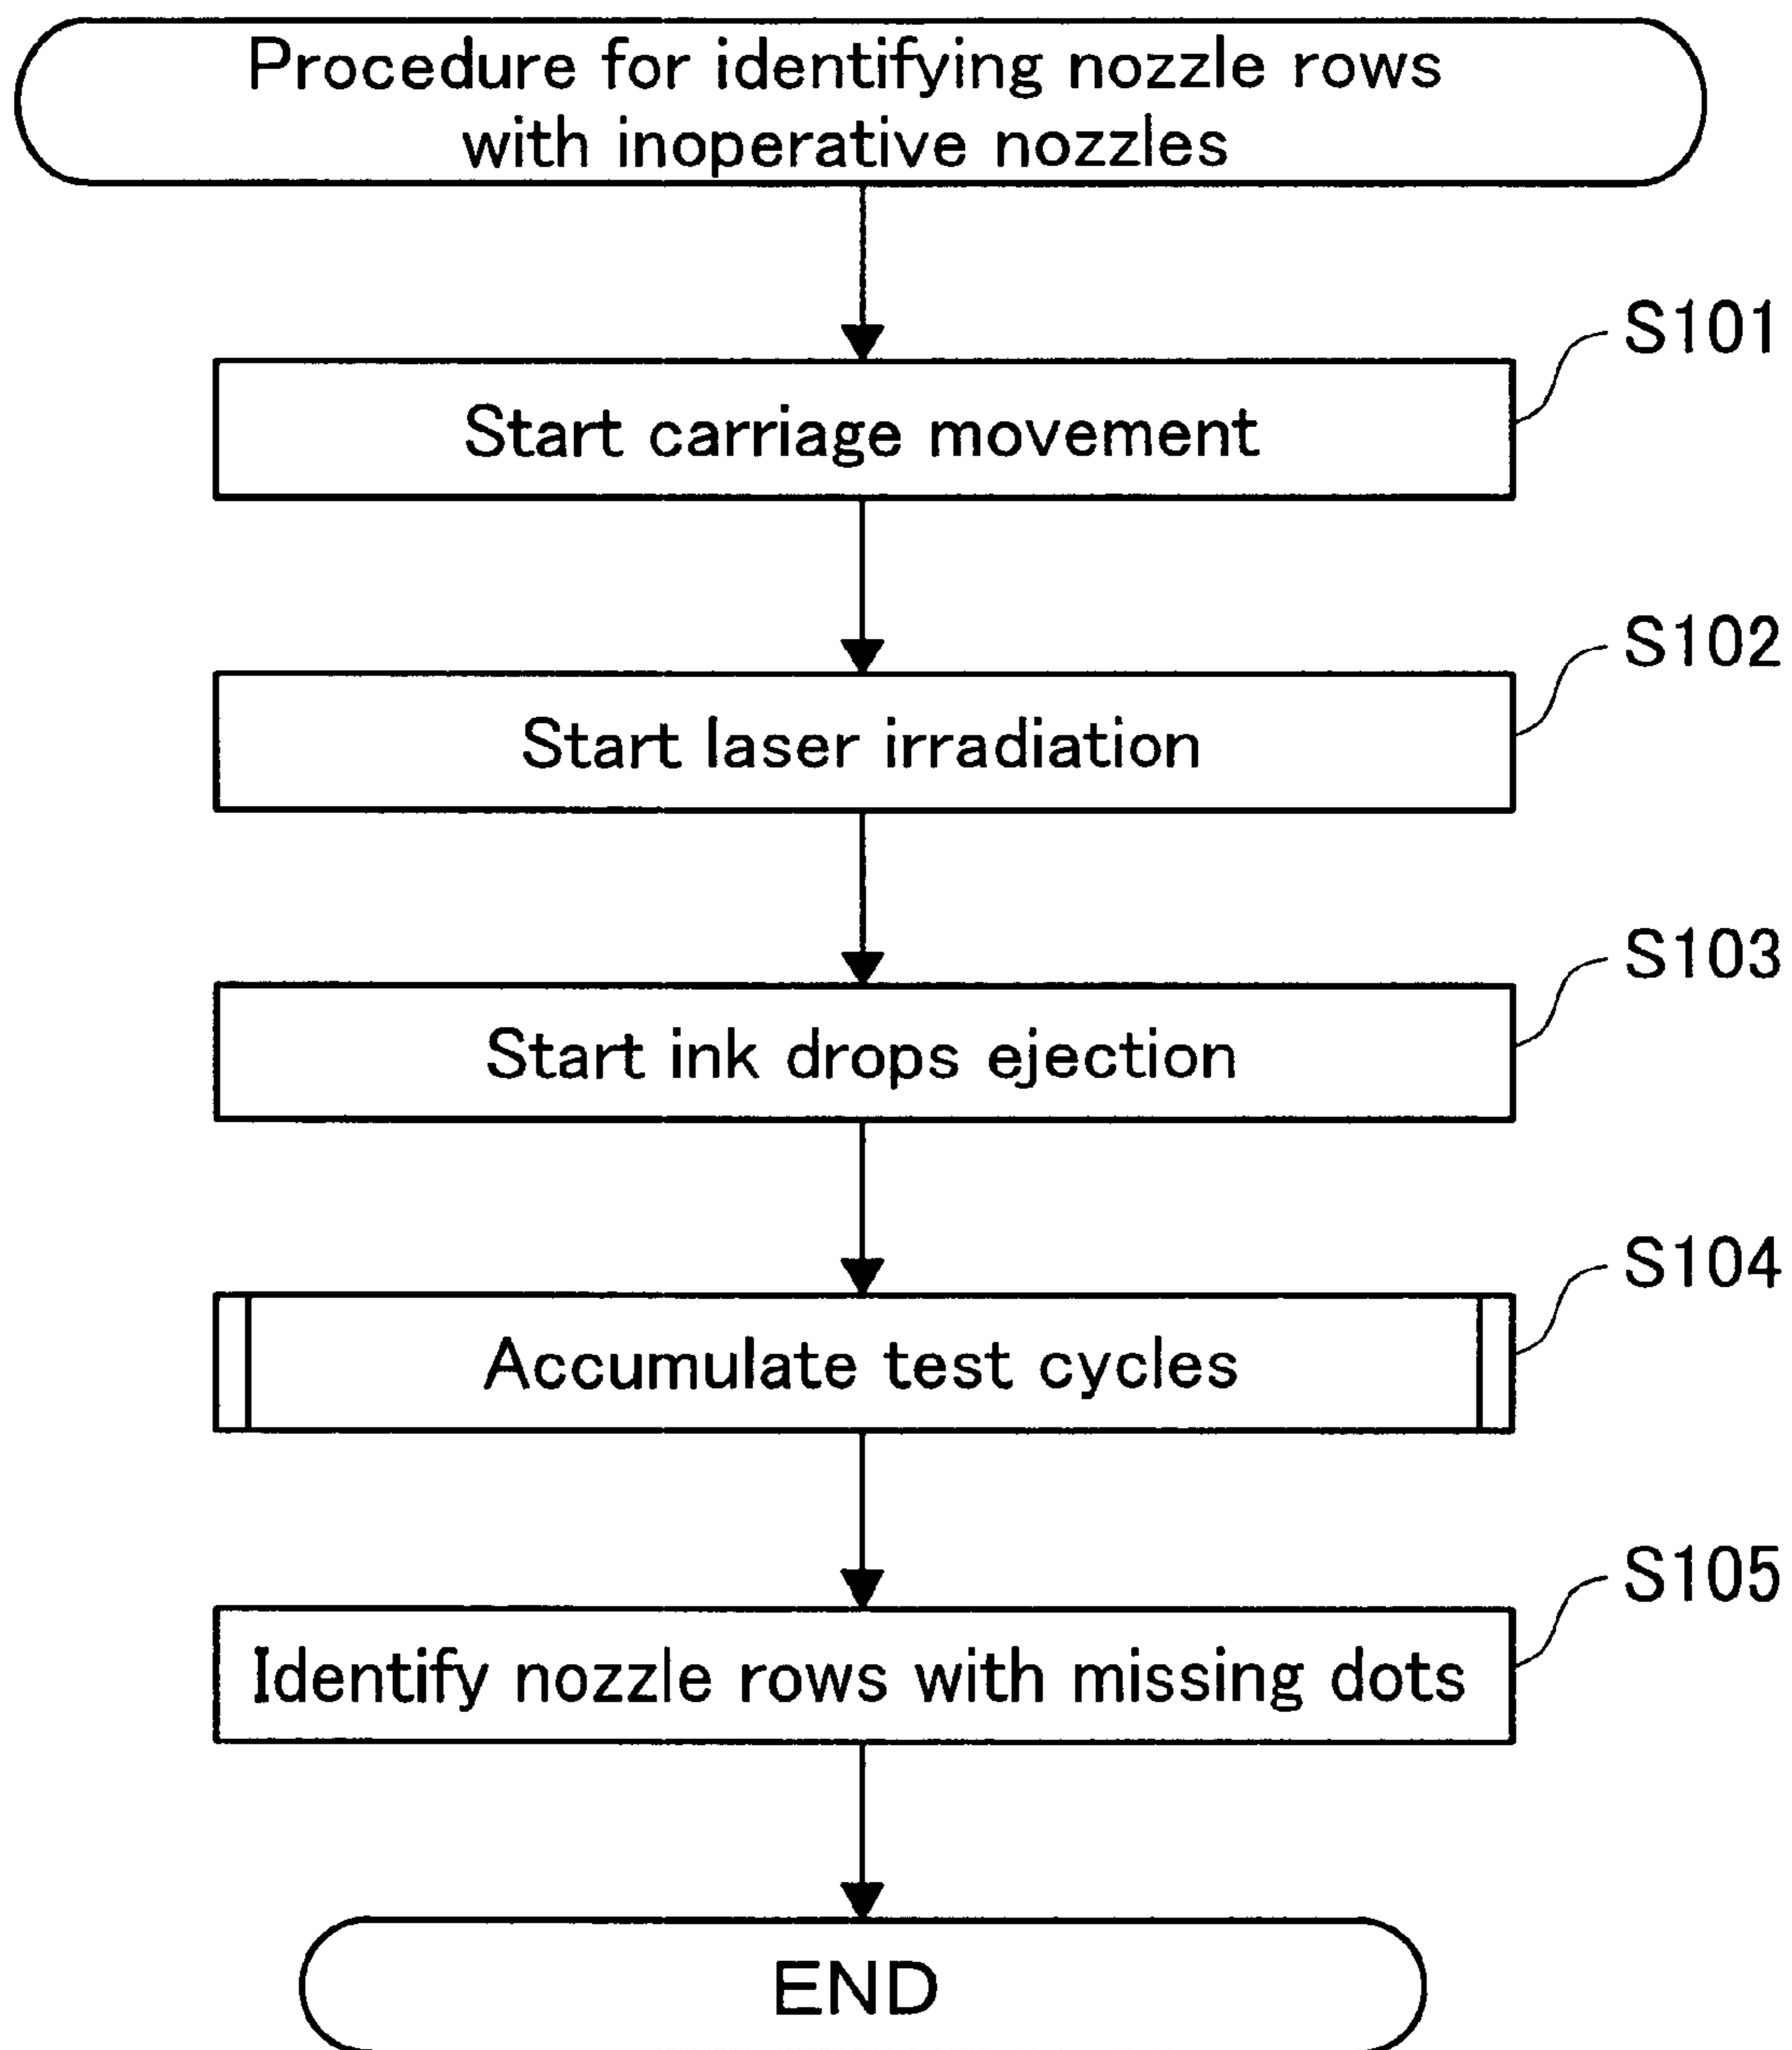 Procedure for identifying nozzle rows
with inoperative nozzles
S101
Start carriage movement
S102
Start laser irradiation
S103
Start ink drops ejection
S104
Accumulate test cycles
S105
Identify nozzle rows with missing dots
END